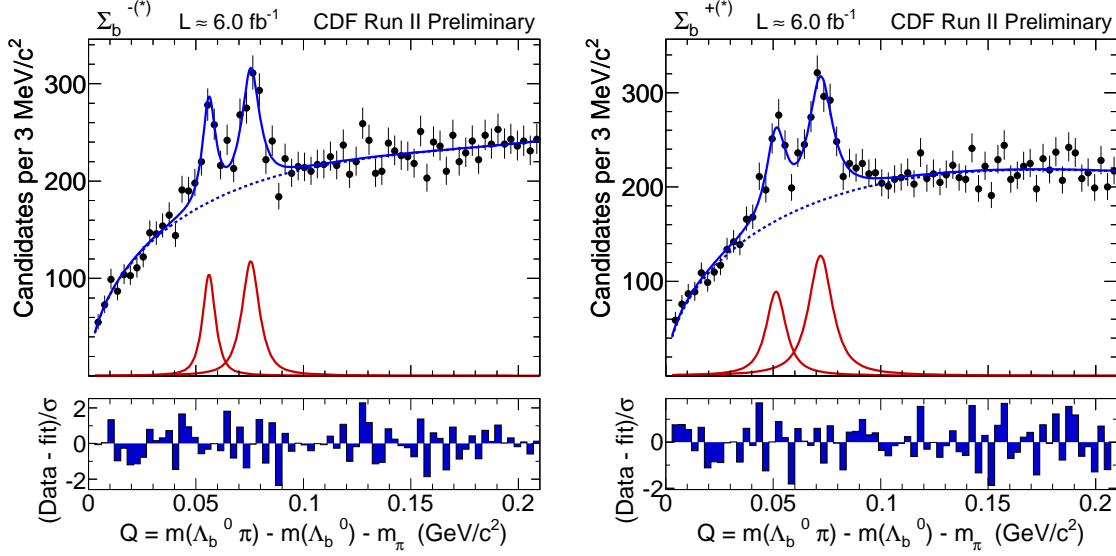 Σb -(*) L ≈ 6.0 fb-1 CDF Run II Preliminary
Candidates per 3 MeV/c2
300
200
100
(Data - fit)/σ
2
0
-2
0 0.05 0.1 0.15 0.2
Q = m(Λb0 π) - m(Λb0) - mπ (GeV/c2)
Σb +(*) L ≈ 6.0 fb-1 CDF Run II Preliminary
Candidates per 3 MeV/c2
300
200
100
(Data - fit)/σ
2
0
-2
0 0.05 0.1 0.15 0.2
Q = m(Λb0 π) - m(Λb0) - mπ (GeV/c2)